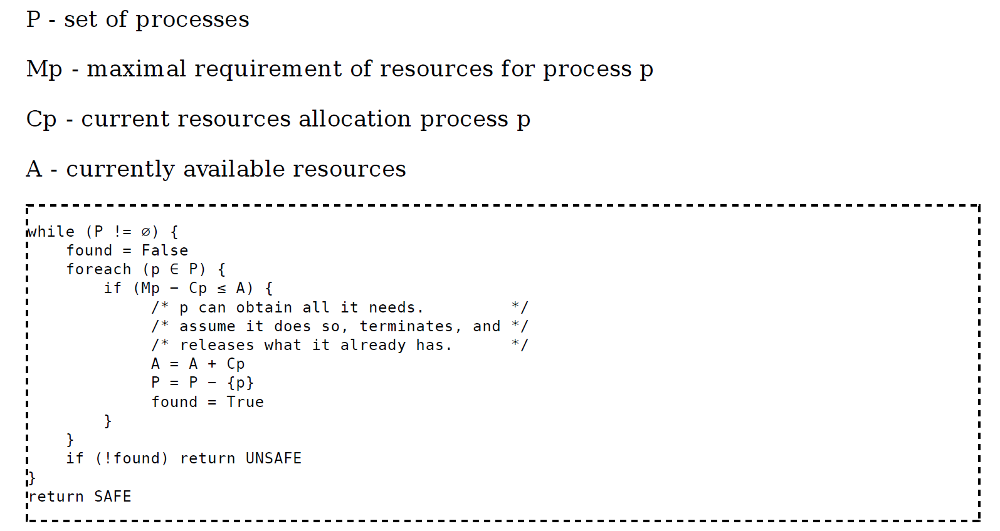 P - set of processes
Mp - maximal requirement of resources for process p
Cp - current resources allocation process p
A - currently available resources
while (P != ∅) {
    found = False
    foreach (p ∈ P) {
        if (Mp − Cp ≤ A) {
             /* p can obtain all it needs.         */
             /* assume it does so, terminates, and */
             /* releases what it already has.      */
             A = A + Cp
             P = P − {p}
             found = True
        }
    }
    if (!found) return UNSAFE
}
return SAFE